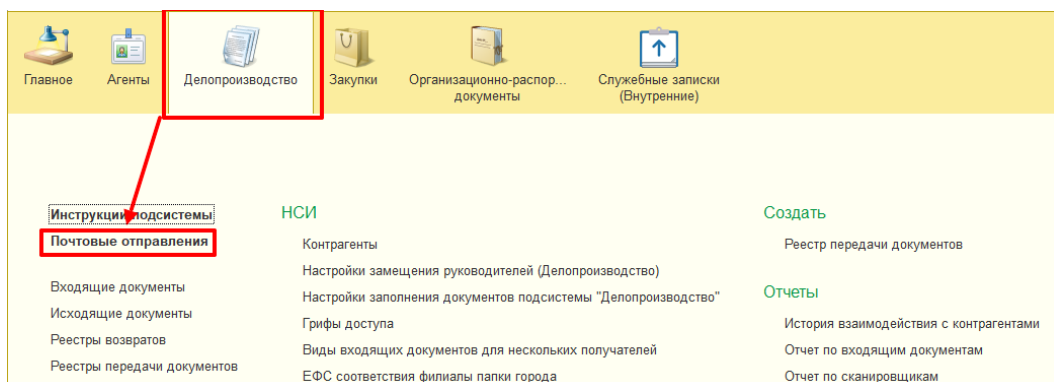 Главное
Агенты
Делопроизводство
Закупки
Организационно-распор...
документы
Служебные записки
(Внутренние)
Инструкции подсистемы
Почтовые отправления
Входящие документы
Исходящие документы
Реестры возвратов
Реестры передачи документов
НСИ
Контрагенты
Настройки замещения руководителей (Делопроизводство)
Настройки заполнения документов подсистемы "Делопроизводство"
Грифы доступа
Виды входящих документов для нескольких получателей
ЕФС соответствия филиалы папки города
Создать
Реестр передачи документов
Отчеты
История взаимодействия с контрагентами
Отчет по входящим документам
Отчет по сканировщикам